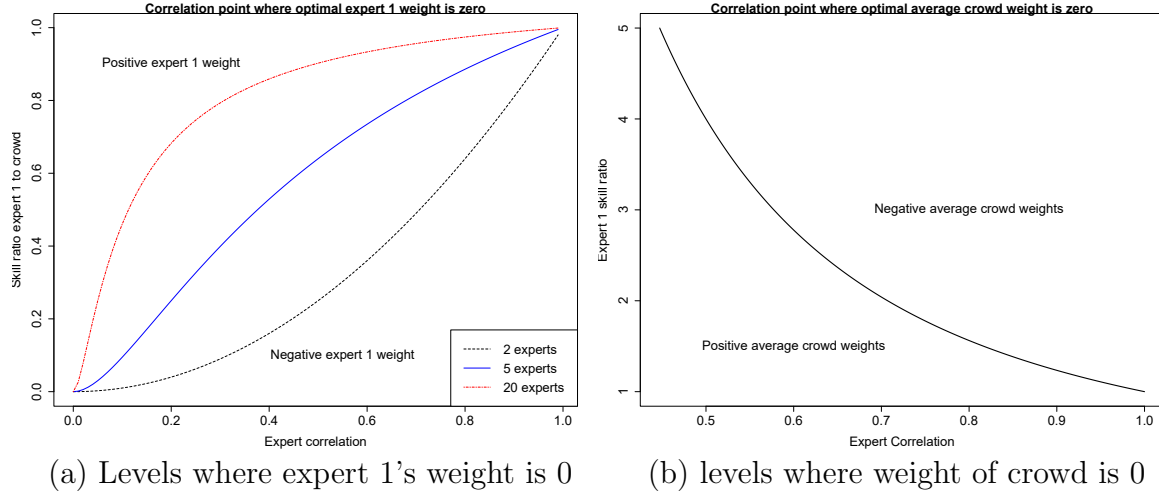 Correlation point where optimal expert 1 weight is zero
Skill ratio expert 1 to crowd
1.0
0.8
0.6
0.4
0.2
0.0
Positive expert 1 weight
Negative expert 1 weight
2 experts
5 experts
20 experts
0.0 0.2 0.4 0.6 0.8 1.0
Expert correlation
(a) Levels where expert 1's weight is 0
Correlation point where optimal average crowd weight is zero
Expert 1 skill ratio
5
4
3
2
1
Negative average crowd weights
Positive average crowd weights
0.5 0.6 0.7 0.8 0.9 1.0
Expert Correlation
(b) levels where weight of crowd is 0